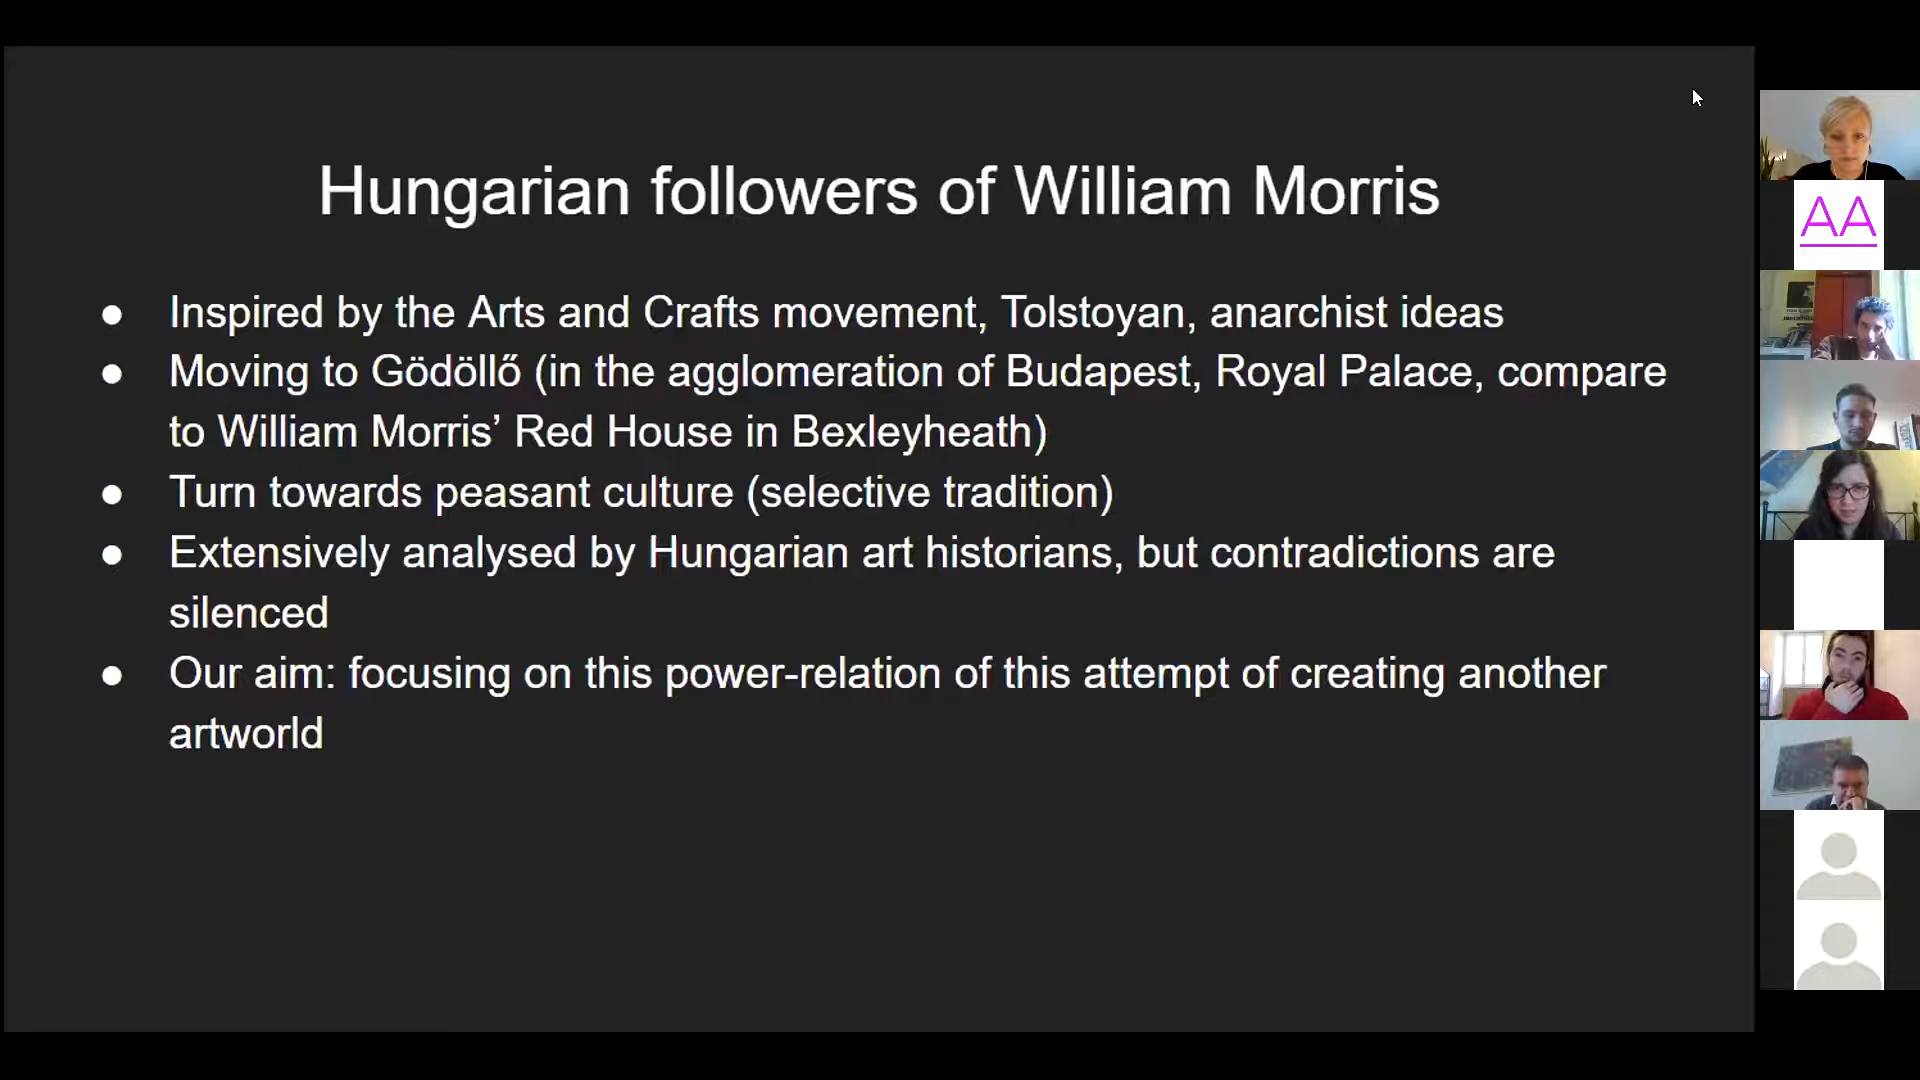 Hungarian followers of William Morris
● Inspired by the Arts and Crafts movement, Tolstoyan, anarchist ideas
● Moving to Gödöllő (in the agglomeration of Budapest, Royal Palace, compare
to William Morris’ Red House in Bexleyheath)
● Turn towards peasant culture (selective tradition)
● Extensively analysed by Hungarian art historians, but contradictions are
silenced
● Our aim: focusing on this power-relation of this attempt of creating another
artworld
AA